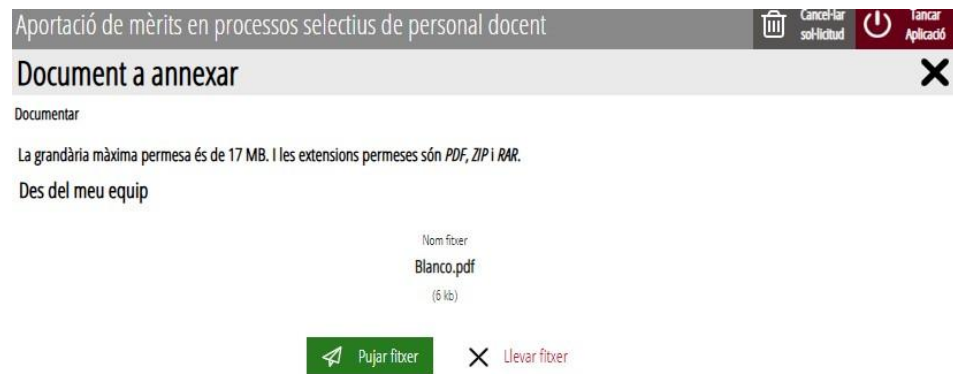 Aportació de mèrits en processos selectius de personal docent
Cancel·lar
sol·licitud
Tancar
Aplicació
Document a annexar
Documentar
La grandària màxima permesa és de 17 MB. I les extensions permeses són PDF, ZIP i RAR.
Des del meu equip
Nom fitxer
Blanco.pdf
(6 kb)
Pujar fitxer
Llevar fitxer